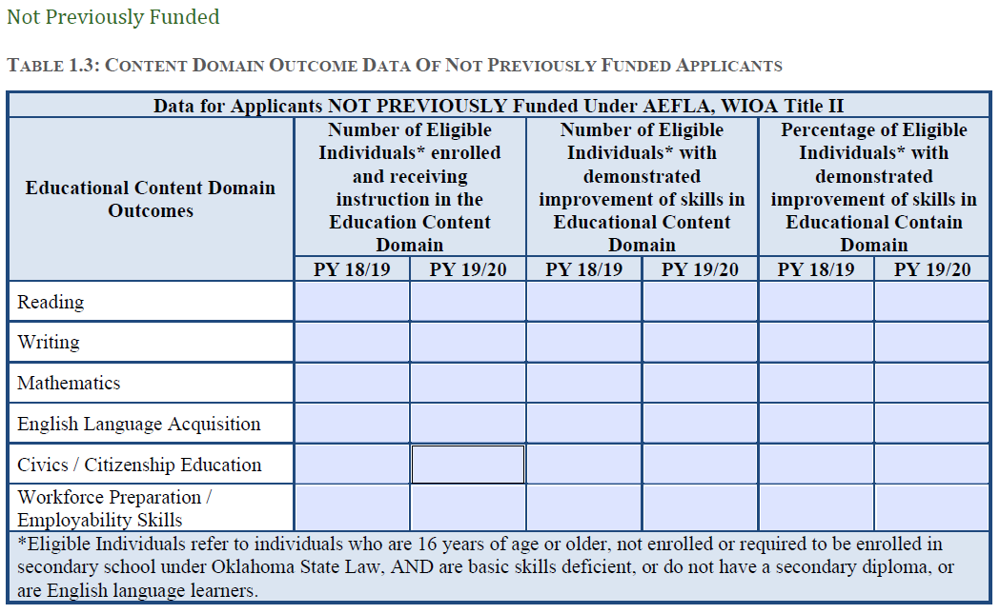 Not Previously Funded
TABLE 1.3: CONTENT DOMAIN OUTCOME DATA OF NOT PREVIOUSLY FUNDED APPLICANTS
Data for Applicants NOT PREVIOUSLY Funded Under AEFLA, WIOA Title II
Educational Content Domain
Outcomes
Number of Eligible
Individuals* enrolled
and receiving
instruction in the
Education Content
Domain
Number of Eligible
Individuals* with
demonstrated
improvement of skills in
Educational Content
Domain
Percentage of Eligible
Individuals* with
demonstrated
improvement of skills in
Educational Contain
Domain
PY 18/19 PY 19/20 PY 18/19 PY 19/20 PY 18/19 PY 19/20
Reading
Writing
Mathematics
English Language Acquisition
Civics / Citizenship Education
Workforce Preparation /
Employability Skills
*Eligible Individuals refer to individuals who are 16 years of age or older, not enrolled or required to be enrolled in
secondary school under Oklahoma State Law, AND are basic skills deficient, or do not have a secondary diploma, or
are English language learners.